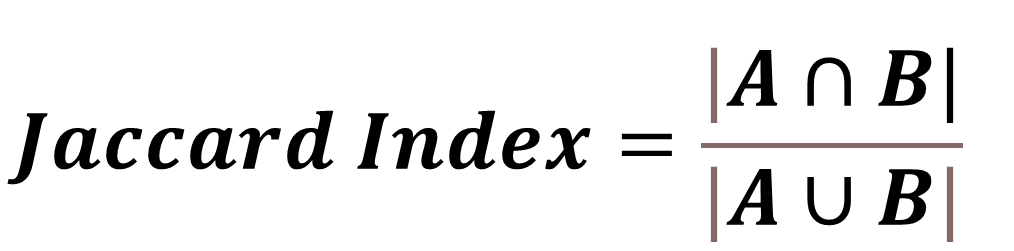 Jaccard Index = |A ∩ B|
|A ∪ B|